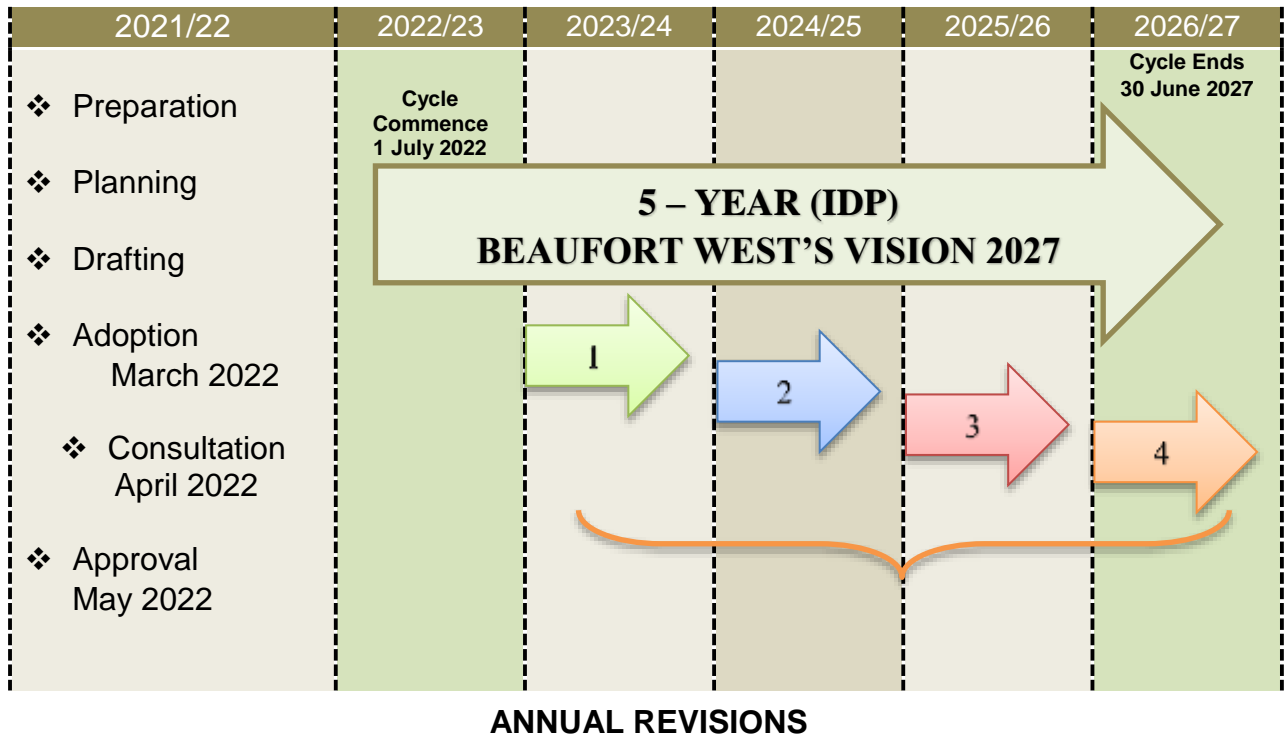 2021/22 2022/23 2023/24 2024/25 2025/26 2026/27
❖ Preparation
❖ Planning
❖ Drafting
❖ Adoption
March 2022
❖ Consultation
April 2022
❖ Approval
May 2022
Cycle
Commence
1 July 2022
Cycle Ends
30 June 2027
5 – YEAR (IDP)
BEAUFORT WEST'S VISION 2027
1
2
3
4
ANNUAL REVISIONS